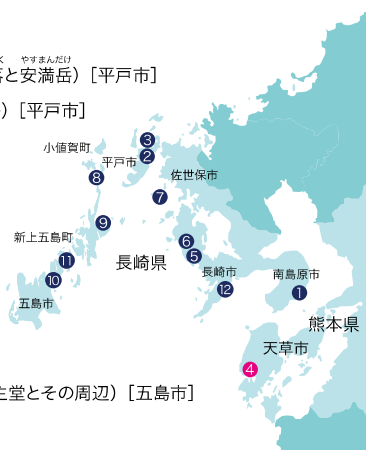 く やすまんだけ
落と安満岳）［平戸市］
）［平戸市］
小値賀町
平戸市
佐世保市
3
2
8
7
9
新上五島町
6
長崎県
5
11
長崎市
南島原市
10
12
1
五島市
熊本県
天草市
4
生堂とその周辺）［五島市］